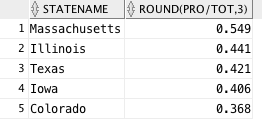 STATENAME ROUND(PRO/TOT,3)
1 Massachusetts 0.549
2 Illinois 0.441
3 Texas 0.421
4 Iowa 0.406
5 Colorado 0.368